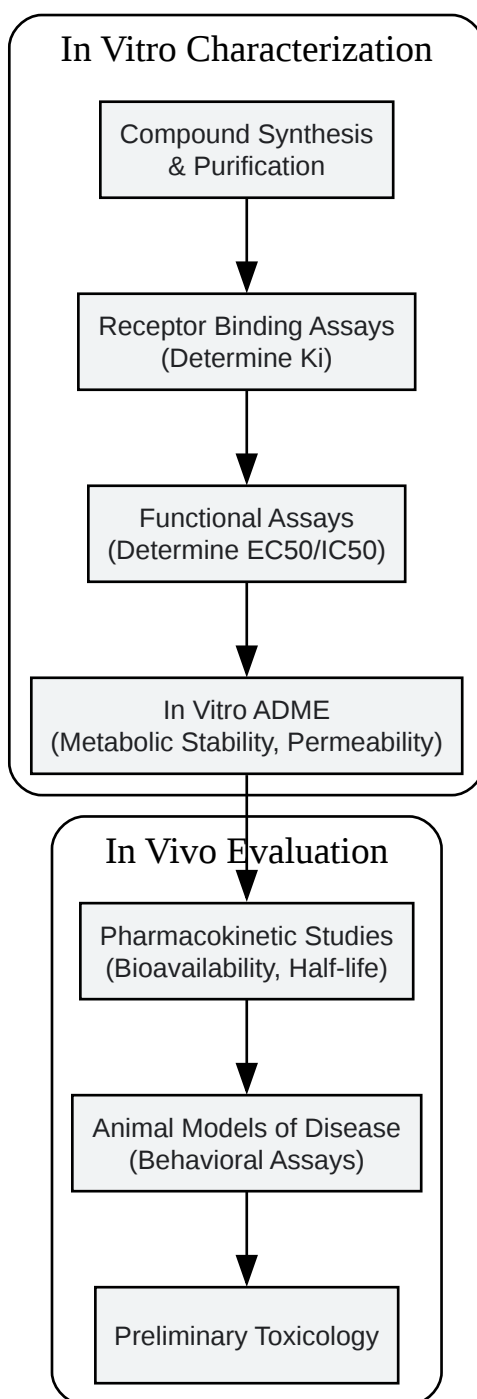 In Vitro Characterization
Compound Synthesis
& Purification
Receptor Binding Assays
(Determine Ki)
Functional Assays
(Determine EC50/IC50)
In Vitro ADME
(Metabolic Stability, Permeability)
In Vivo Evaluation
Pharmacokinetic Studies
(Bioavailability, Half-life)
Animal Models of Disease
(Behavioral Assays)
Preliminary Toxicology